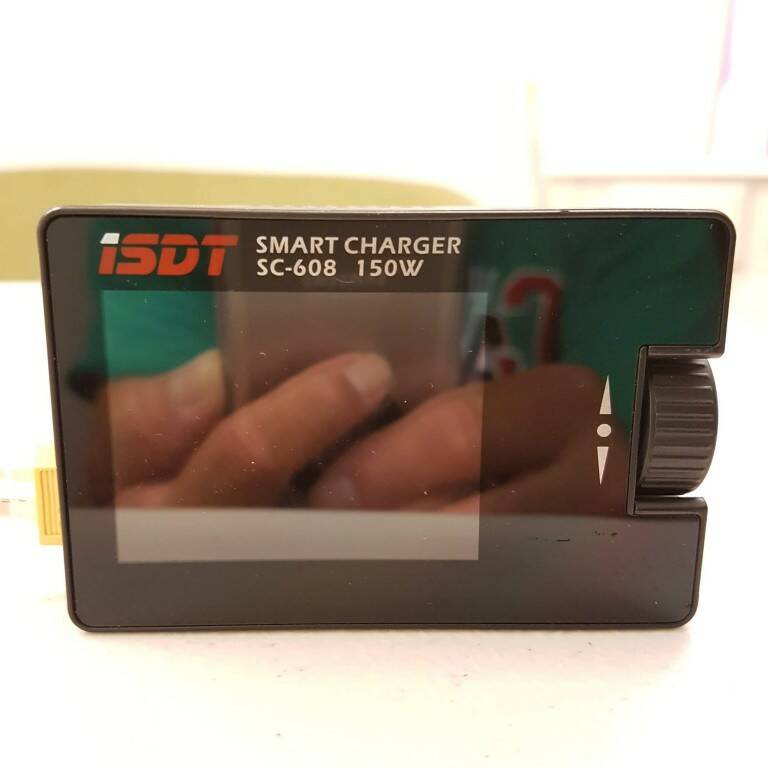 iSDT
SMART CHARGER
SC-608 150W